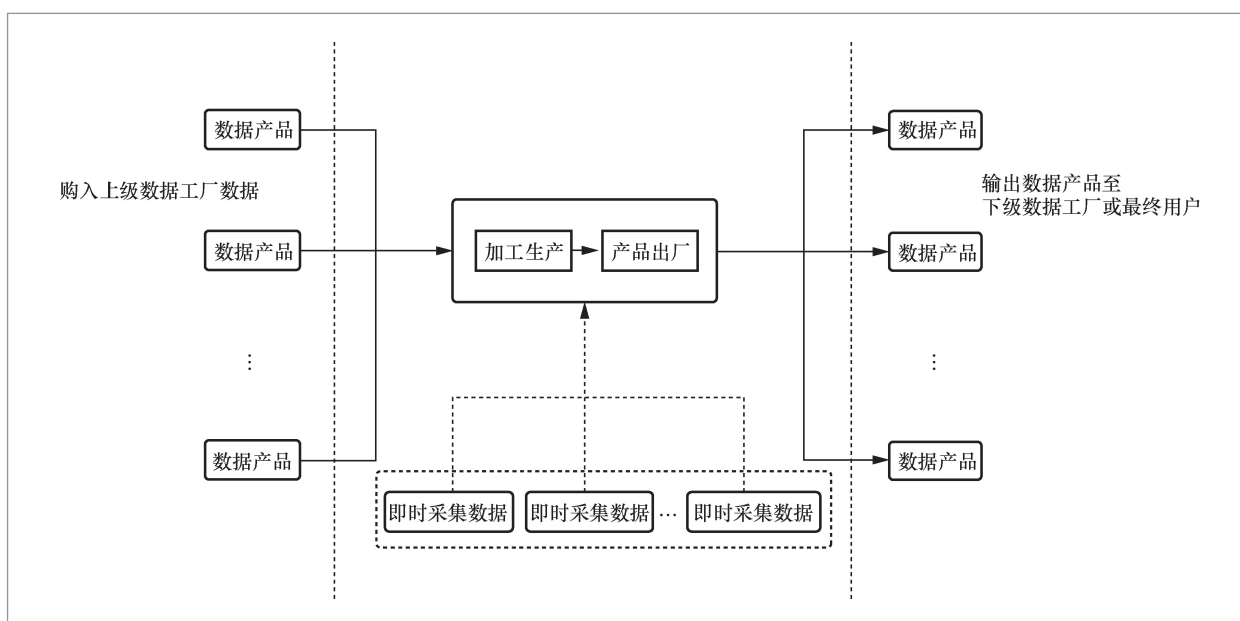 数据产品
购入上级数据工厂数据
数据产品
⋮
数据产品
加工生产
产品出厂
即时采集数据
即时采集数据
…
即时采集数据
数据产品
输出数据产品至
下级数据工厂或最终用户
数据产品
⋮
数据产品